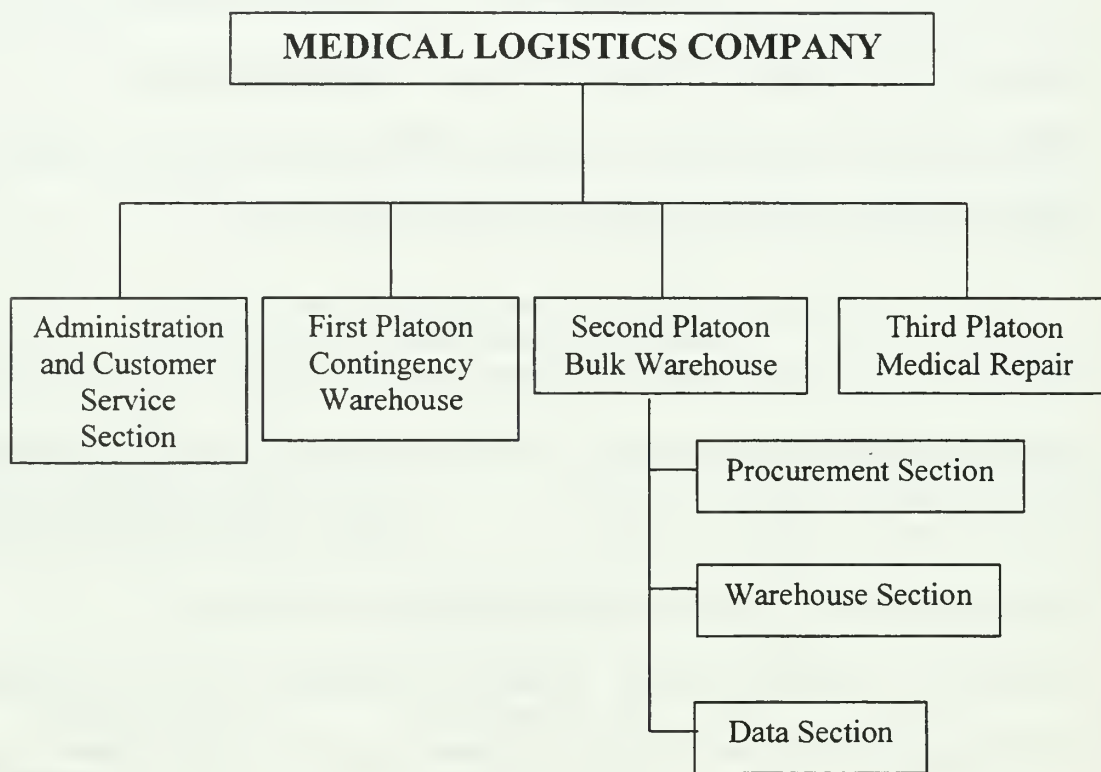 MEDICAL LOGISTICS COMPANY
Administration
and Customer
Service
Section
First Platoon
Contingency
Warehouse
Second Platoon
Bulk Warehouse
Third Platoon
Medical Repair
Procurement Section
Warehouse Section
Data Section